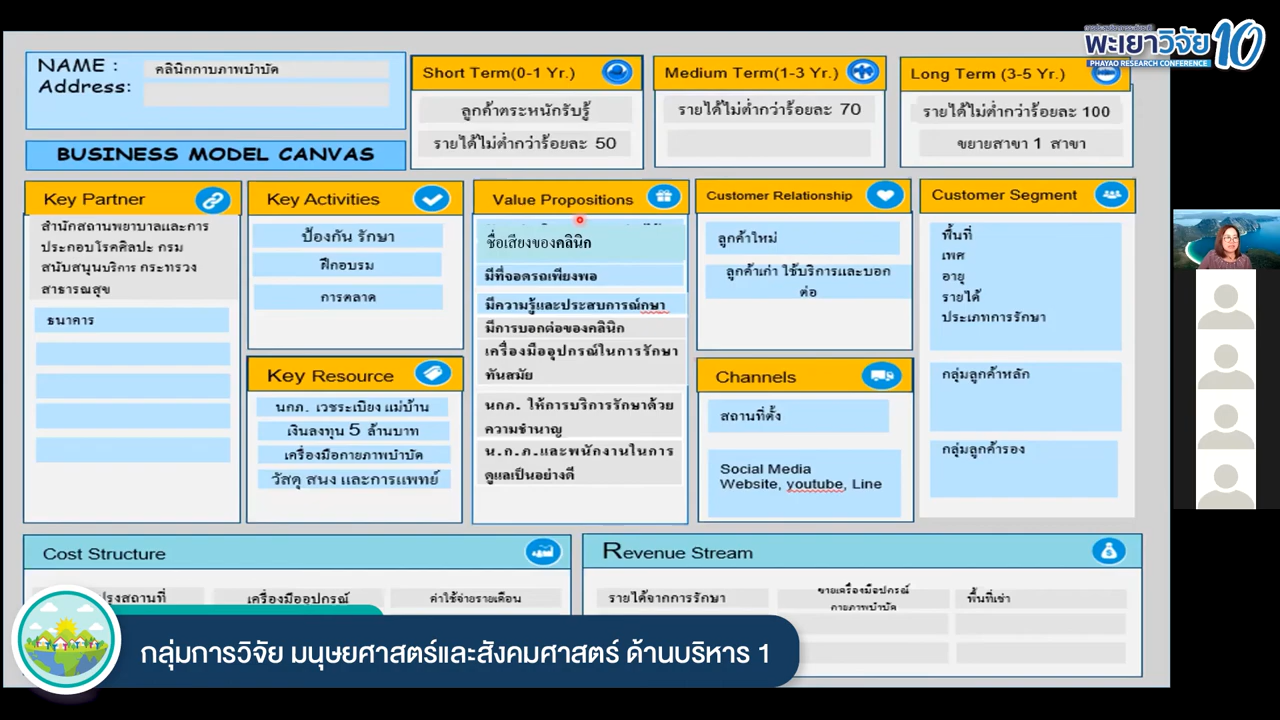 พะเยาวิจัย 10
PHAYAO RESEARCH CONFERENCE
NAME :
คลินิกกาบภาพบำบัด
Address:
BUSINESS MODEL CANVAS
Short Term(0-1 Yr.)
ลูกค้าตระหนักรับรู้
รายได้ไม่ต่ำกว่าร้อยละ 50
Medium Term(1-3 Yr.)
รายได้ไม่ต่ำกว่าร้อยละ 70
Long Term (3-5 Yr.)
รายได้ไม่ต่ำกว่าร้อยละ 100
ขยายสาขา 1 สาขา
Key Partner
สำนักสถานพยาบาลและการ
ประกอบโรคศิลปะ กรม
สนับสนูนบริการ กระทรวง
สาธารณสุข
ธนาคาร
Key Activities
ป้องกัน รักษา
ฝึกอบรม
การตลาด
Key Resource
นกภ. เวชระเบียง แม่บ้าน
เงินลงทุน 5 ล้านบาท
เครื่องมือกายภาพบำบัด
วัสดุ สนง และการแพทย์
Value Propositions
ชื่อเสียงของคลินิก
มีที่จอดรถเพียงพอ
มีความรู้และประสบการณ์กษา
มีการบอกต่อของคลินิก
เครื่องมืออุปกรณ์ในการรักษา
ทันสมัย
นกภ. ให้การบริการรักษาด้วย
ความชำนาญ
น.ก.ภ.และพนักงานในการ
ดูแลเป็นอย่างดี
Customer Relationship
ลูกค้าใหม่
ลูกค้าเก่า ใช้บริการและบอก
ต่อ
Channels
สถานที่ตั้ง
Social Media
Website, youtube, Line
Customer Segment
พื้นที่
เพศ
อายุ
รายได้
ประเภทการรักษา
กลุ่มลูกค้าหลัก
กลุ่มลูกค้ารอง
Cost Structure
ปรุงสถานที่
เครื่องมืออุปกรณ์
ค่าใช้จ่ายรายเดือน
Revenue Stream
รายได้จากการรักษา
ขายเครื่องมือปกรณ์
กายภาพบำบัด
พื้นที่เช่า
กลุ่มการวิจัย มนุษยศาสตร์และสังคมศาสตร์ ด้านบริหาร 1